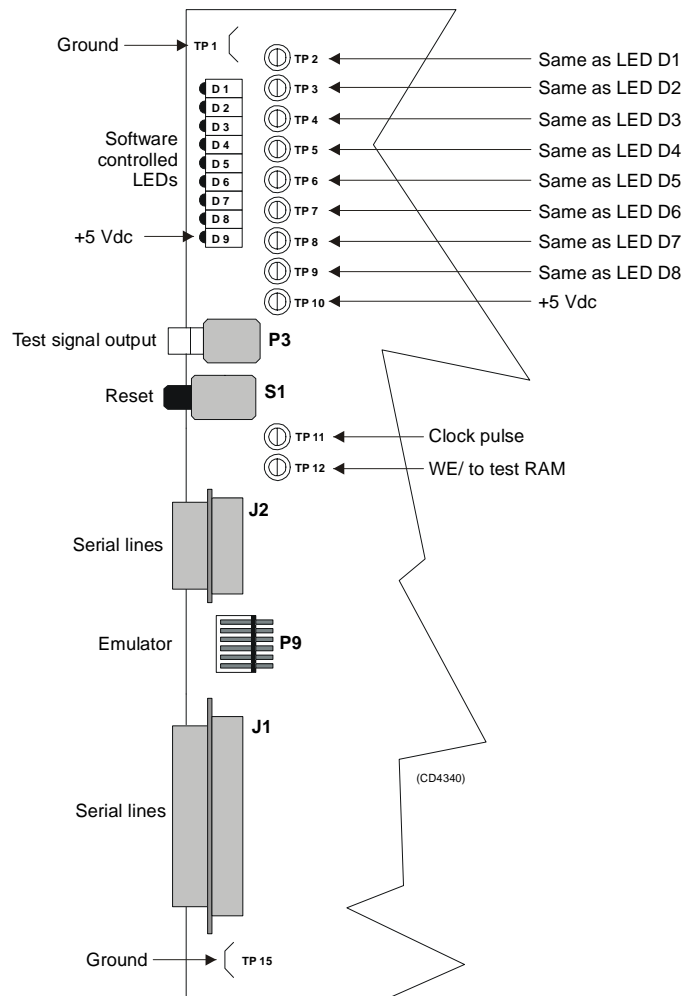 Ground
TP 1
TP 2
Same as LED D1
TP 3
Same as LED D2
TP 4
Same as LED D3
TP 5
Same as LED D4
TP 6
Same as LED D5
TP 7
Same as LED D6
TP 8
Same as LED D7
TP 9
Same as LED D8
TP 10
+5 Vdc
D 1
D 2
D 3
D 4
D 5
D 6
D 7
D 8
D 9
Software
controlled
LEDs
+5 Vdc
Test signal output
P3
Reset
S1
TP 11
Clock pulse
TP 12
WE/ to test RAM
J2
Serial lines
Emulator
P9
J1
(CD4340)
Serial lines
Ground
TP 15